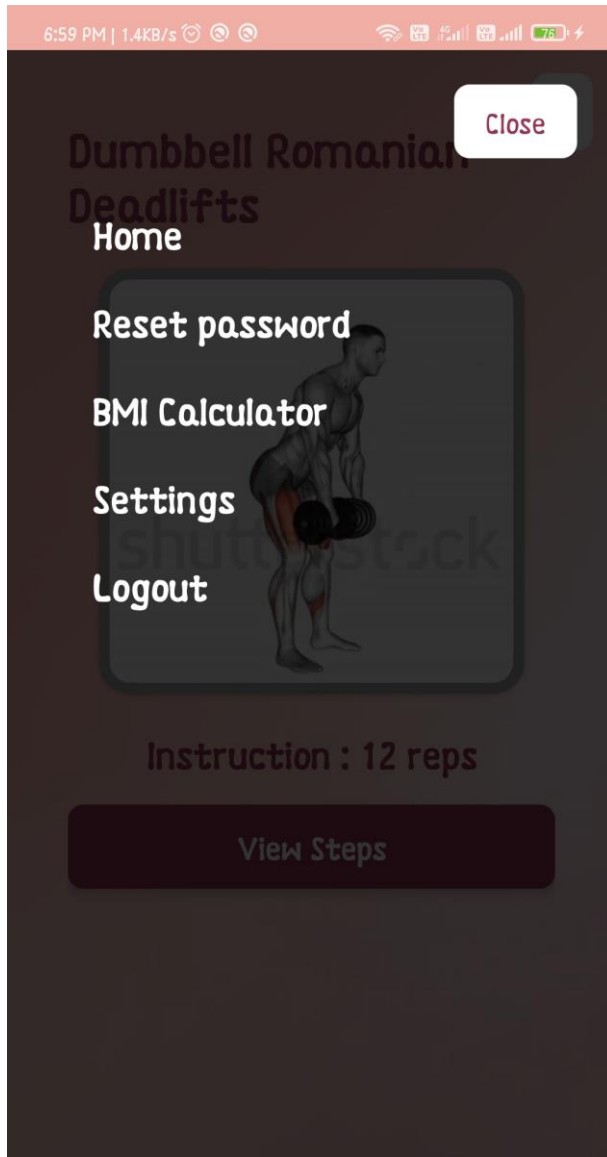 6:59 PM | 1.4KB/s
76
Close
Dumbbell Romanian
Deadlifts
Home
Reset password
BMI Calculator
Settings
shutterstock
Logout
Instruction : 12 reps
View Steps